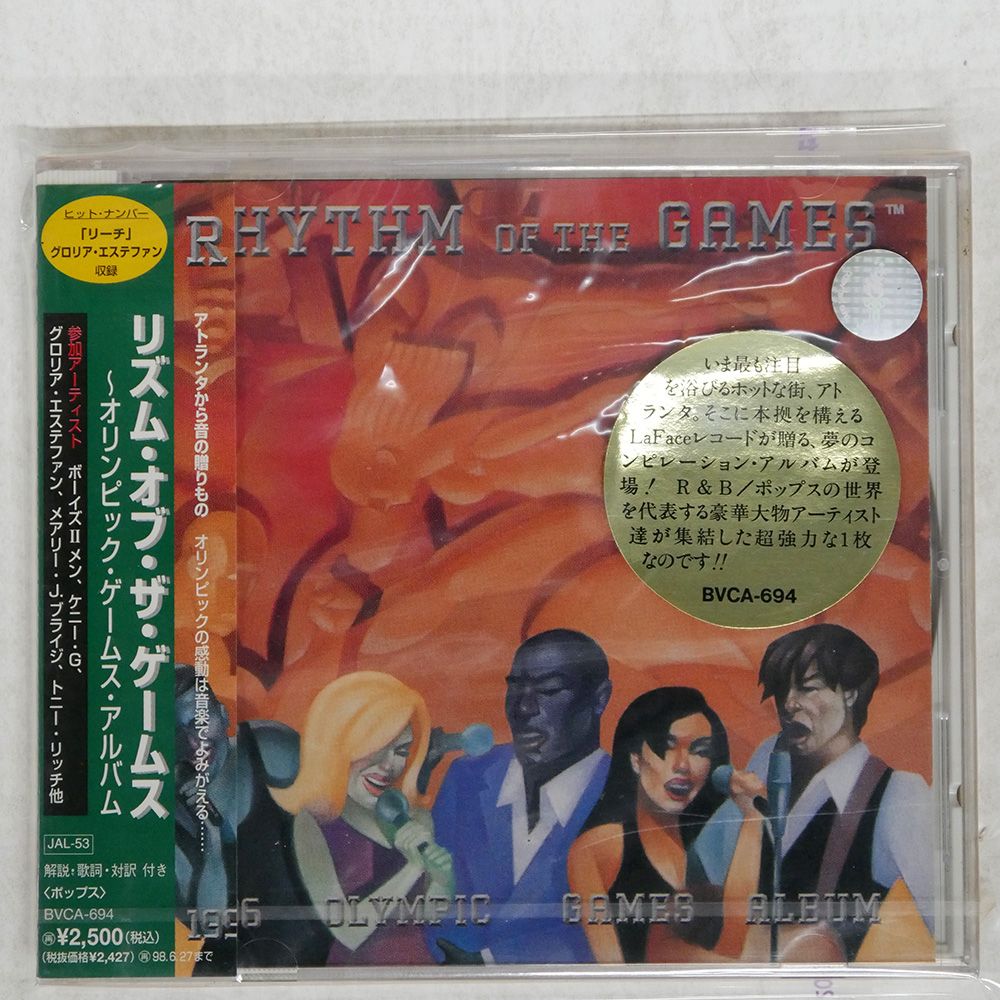 RHYTHM OF THE GAMES™
ヒット・ナンバー
「リーチ」
グロリア・エステファン
収録
リズム・オブ・ザ・ゲームス
～オリンピック・ゲームス・アルバム
参加アーティスト ボーイズⅡメン、ケニー・G、
グロリア・エステファン、メアリー・J.ブライジ、トニー・リッチ他
アトランタから音の贈りもの オリンピックの感動は音楽でよみがえる……
JAL-53
解説・歌詞・対訳 付き
〈ポップス〉
BVCA-694
再¥2,500(税込)
(税抜価格¥2,427) 再98.6.27まで
いま最も注目
を浴びるホットな街、アト
ランタ。そこに本拠を構える
LaFaceレコードが贈る、夢のコ
ンピレーション・アルバムが登
場! R&B/ポップスの世界
を代表する豪華大物アーティスト
達が集結した超強力な1枚
なのです!!
BVCA-694
1996 OLYMPIC GAMES ALBUM